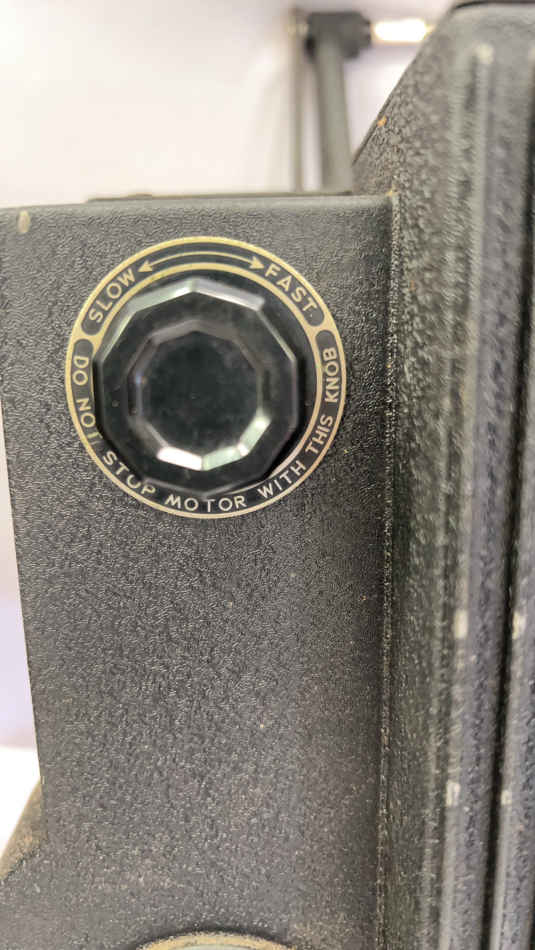 SLOW FAST
DO NOT STOP MOTOR WITH THIS KNOB